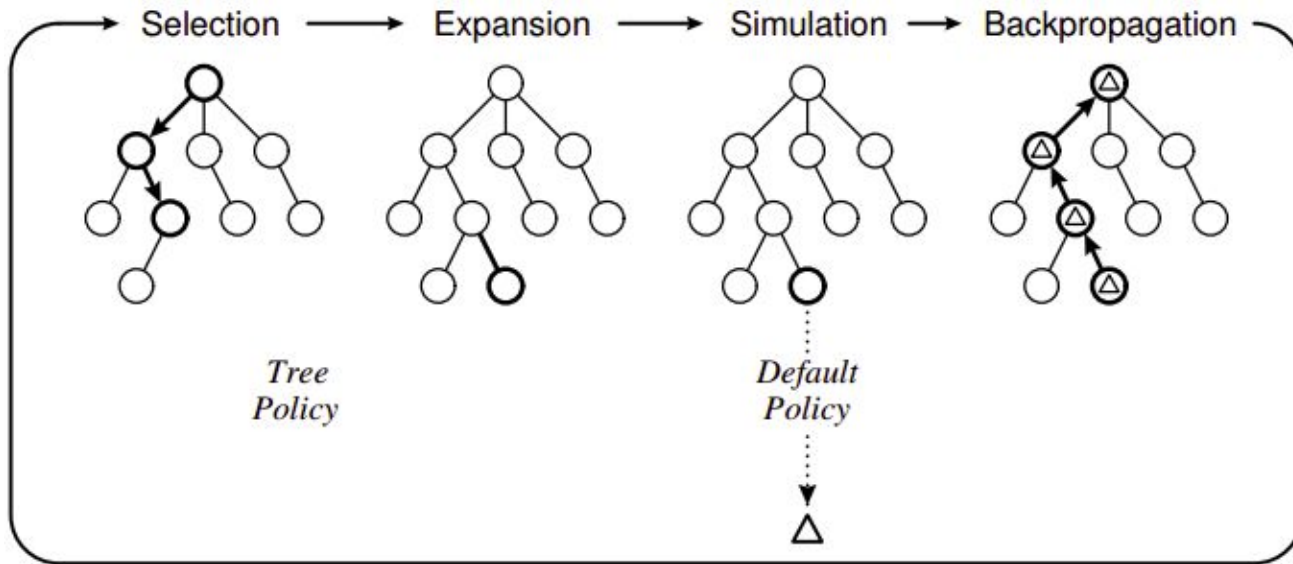 Selection Expansion Simulation Backpropagation
Tree
Policy
Default
Policy